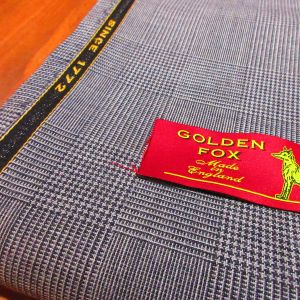 SINCE 1772
GOLDEN
FOX
Made
in
England